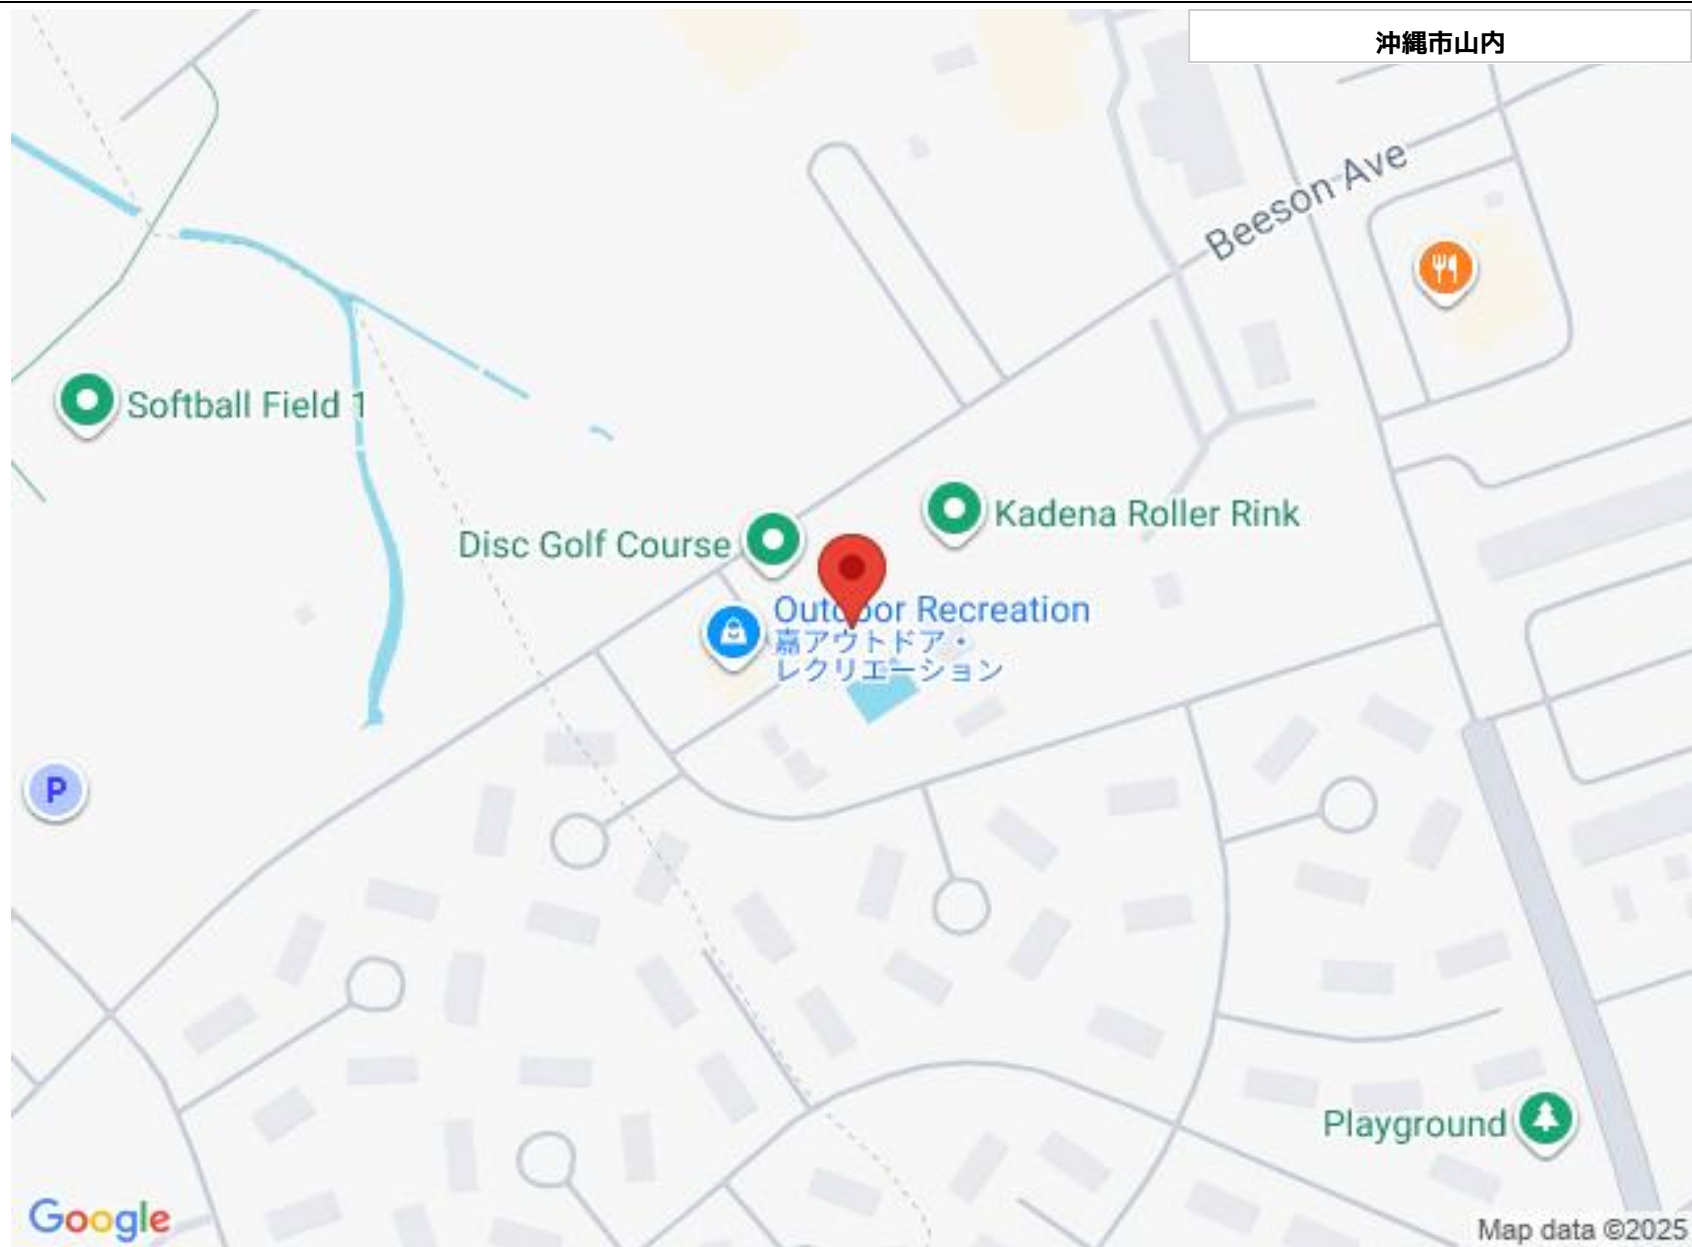 沖縄市山内
Beeson Ave
Softball Field 1
Kadena Roller Rink
Disc Golf Course
Outdoor Recreation
嘉アウトドア・
レクリエーション
P
Playground
Google
Map data ©2025